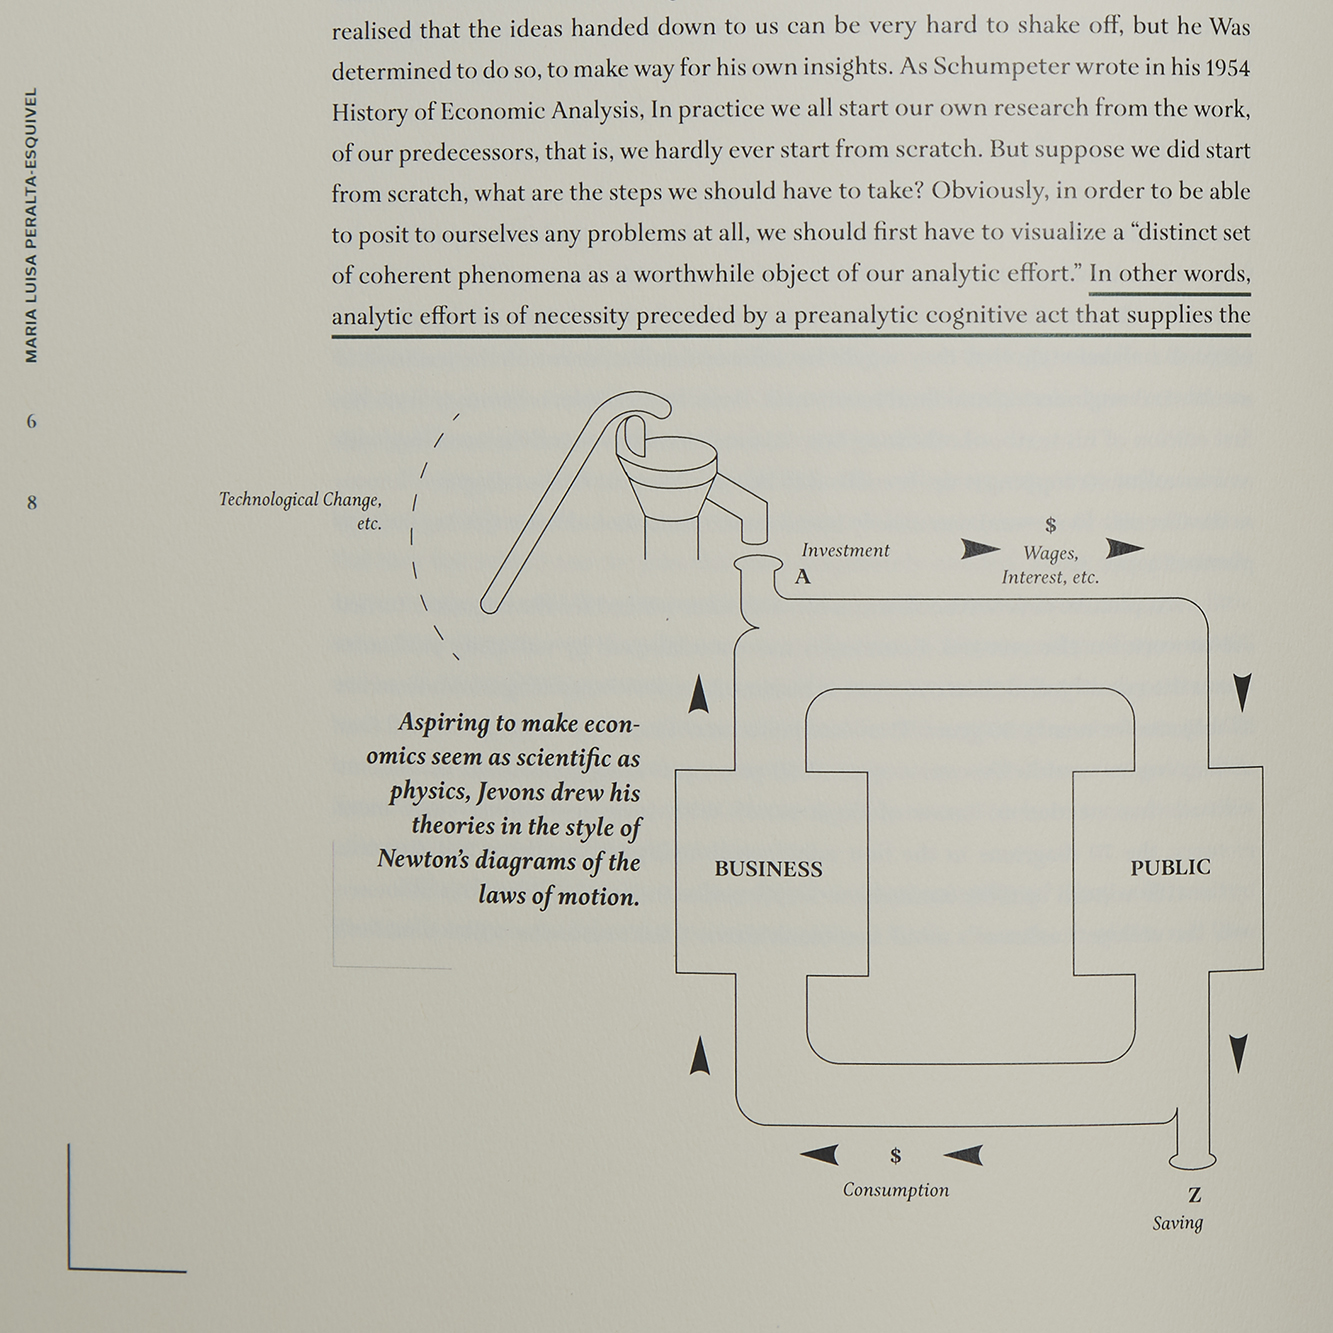 realised that the ideas handed down to us can be very hard to shake off, but he Was
determined to do so, to make way for his own insights. As Schumpeter wrote in his 1954
History of Economic Analysis, In practice we all start our own research from the work,
of our predecessors, that is, we hardly ever start from scratch. But suppose we did start
from scratch, what are the steps we should have to take? Obviously, in order to be able
to posit to ourselves any problems at all, we should first have to visualize a “distinct set
of coherent phenomena as a worthwhile object of our analytic effort.” In other words,
analytic effort is of necessity preceded by a preanalytic cognitive act that supplies the
MARIA LUISA PERALTA-ESQUIVEL
6
8
Technological Change,
etc.
Investment
A
$
Wages,
Interest, etc.
Aspiring to make econ-
omics seem as scientific as
physics, Jevons drew his
theories in the style of
Newton’s diagrams of the
laws of motion.
BUSINESS
PUBLIC
$
Consumption
Z
Saving